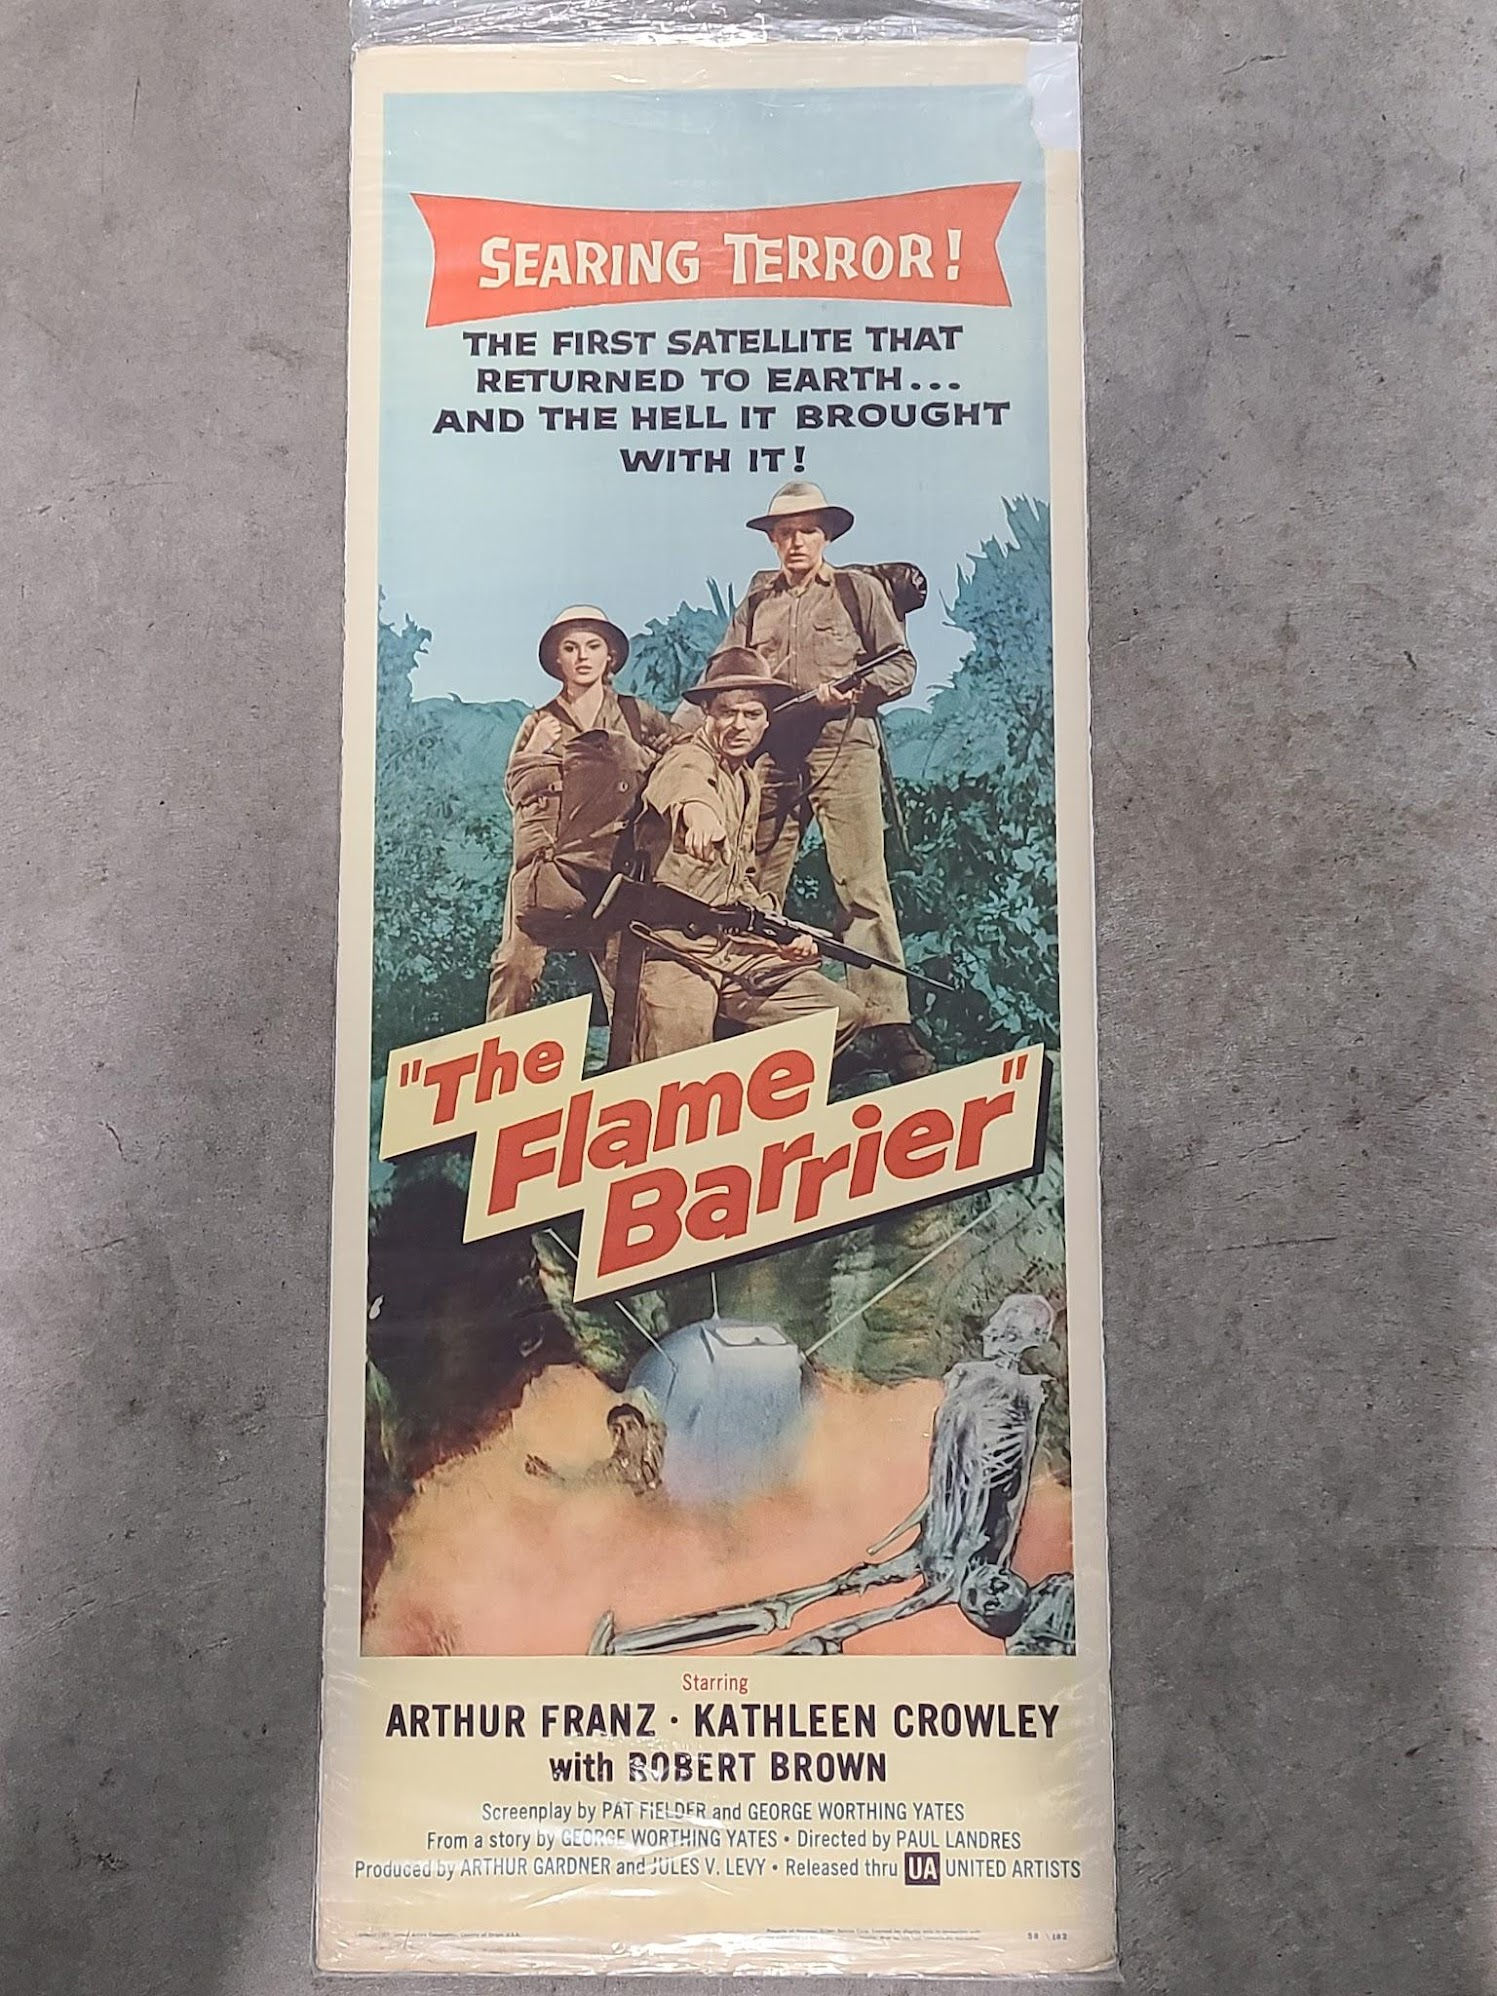 SEARING TERROR!
THE FIRST SATELLITE THAT
RETURNED TO EARTH...
AND THE HELL IT BROUGHT
WITH IT!
"The
Flame
Barrier"
Starring
ARTHUR FRANZ · KATHLEEN CROWLEY
with ROBERT BROWN
Screenplay by PAT FIELDER and GEORGE WORTHING YATES
From a story by GEORGE WORTHING YATES • Directed by PAUL LANDRES
Produced by ARTHUR GARDNER and JULES V. LEVY • Released thru UA UNITED ARTISTS
58 182